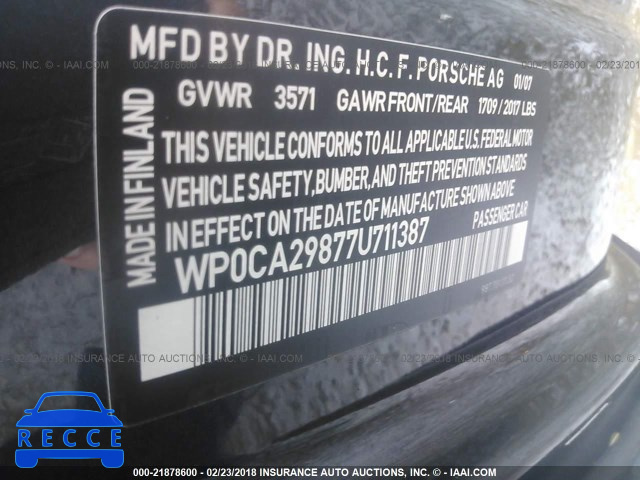 MFD BY DR. ING. H.C. F. PORSCHE AG 01/07
GVWR 3571 GAWR FRONT/REAR 1709 / 2017 LBS
THIS VEHICLE CONFORMS TO ALL APPLICABLE U.S. FEDERAL MOTOR
VEHICLE SAFETY, BUMPER, AND THEFT PREVENTION STANDARDS
IN EFFECT ON THE DATE OF MANUFACTURE SHOWN ABOVE
WP0CA29877U711387 PASSENGER CAR
MADE IN FINLAND
RECCE
000-21878600 - 02/23/2018 INSURANCE AUTO AUCTIONS, INC. - © IAAI.COM